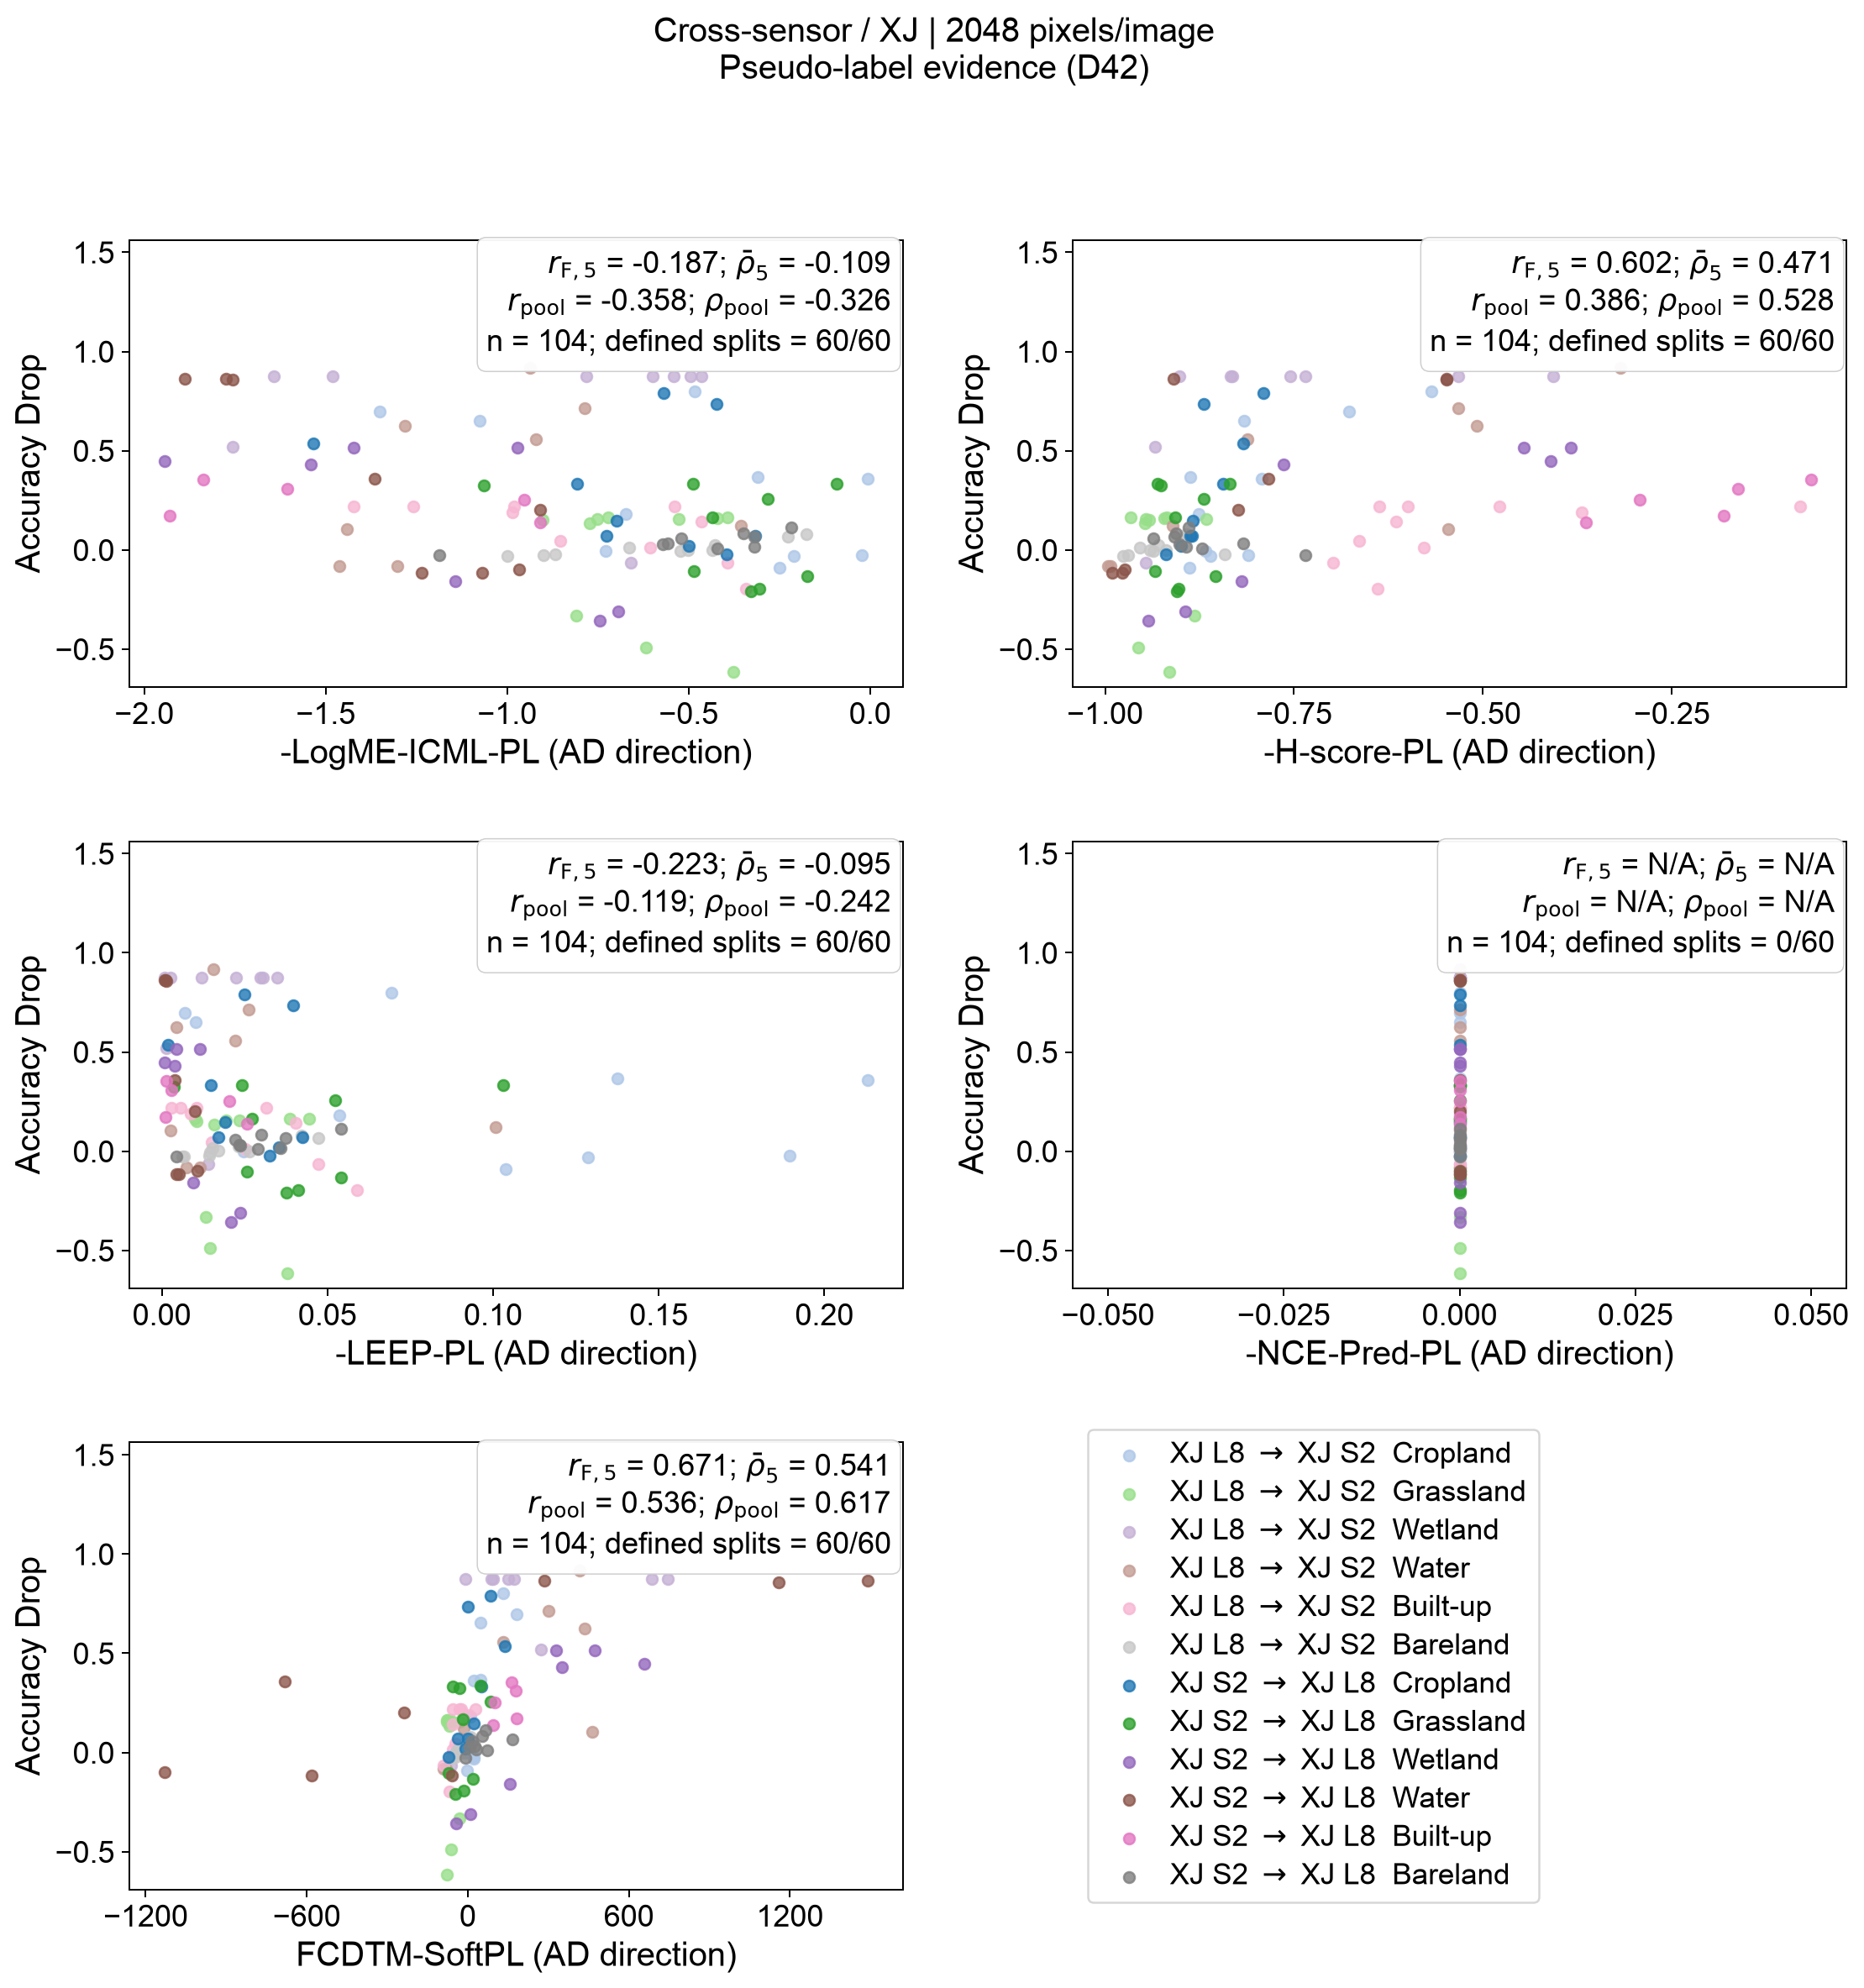 Cross-sensor / XJ | 2048 pixels/image
Pseudo-label evidence (D42)
r_F,5 = -0.187; ρ̄_5 = -0.109
r_pool = -0.358; ρ_pool = -0.326
n = 104; defined splits = 60/60
Accuracy Drop
1.5
1.0
0.5
0.0
−0.5
−2.0 −1.5 −1.0 −0.5 0.0
-LogME-ICML-PL (AD direction)
r_F,5 = 0.602; ρ̄_5 = 0.471
r_pool = 0.386; ρ_pool = 0.528
n = 104; defined splits = 60/60
Accuracy Drop
1.5
1.0
0.5
0.0
−0.5
−1.00 −0.75 −0.50 −0.25
-H-score-PL (AD direction)
r_F,5 = -0.223; ρ̄_5 = -0.095
r_pool = -0.119; ρ_pool = -0.242
n = 104; defined splits = 60/60
Accuracy Drop
1.5
1.0
0.5
0.0
−0.5
0.00 0.05 0.10 0.15 0.20
-LEEP-PL (AD direction)
r_F,5 = N/A; ρ̄_5 = N/A
r_pool = N/A; ρ_pool = N/A
n = 104; defined splits = 0/60
Accuracy Drop
1.5
1.0
0.5
0.0
−0.5
−0.050 −0.025 0.000 0.025 0.050
-NCE-Pred-PL (AD direction)
r_F,5 = 0.671; ρ̄_5 = 0.541
r_pool = 0.536; ρ_pool = 0.617
n = 104; defined splits = 60/60
Accuracy Drop
1.5
1.0
0.5
0.0
−0.5
−1200 −600 0 600 1200
FCDTM-SoftPL (AD direction)
XJ L8 → XJ S2 Cropland
XJ L8 → XJ S2 Grassland
XJ L8 → XJ S2 Wetland
XJ L8 → XJ S2 Water
XJ L8 → XJ S2 Built-up
XJ L8 → XJ S2 Bareland
XJ S2 → XJ L8 Cropland
XJ S2 → XJ L8 Grassland
XJ S2 → XJ L8 Wetland
XJ S2 → XJ L8 Water
XJ S2 → XJ L8 Built-up
XJ S2 → XJ L8 Bareland